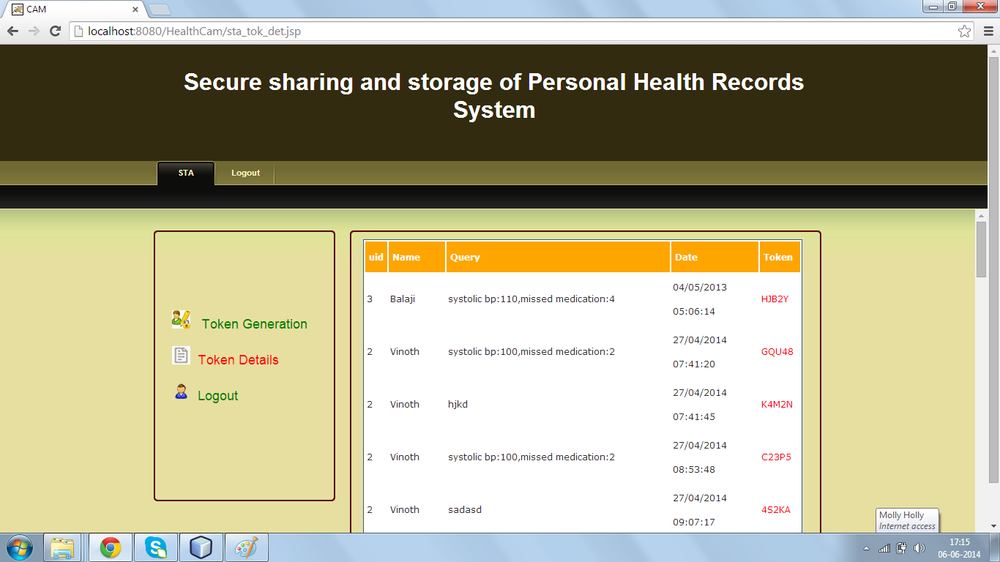 CAM
localhost:8080/HealthCam/sta_tok_det.jsp
Secure sharing and storage of Personal Health Records
System
STA Logout
Token Generation
Token Details
Logout
uid Name Query Date Token
3 Balaji systolic bp:110,missed medication:4 04/05/2013 05:06:14 HJB2Y
2 Vinoth systolic bp:100,missed medication:2 27/04/2014 07:41:20 GQU48
2 Vinoth hjkd 27/04/2014 07:41:45 K4M2N
2 Vinoth systolic bp:100,missed medication:2 27/04/2014 08:53:48 C23P5
2 Vinoth sadasd 27/04/2014 09:07:17 4S2KA
Molly Holly
Internet access
17:15
06-06-2014